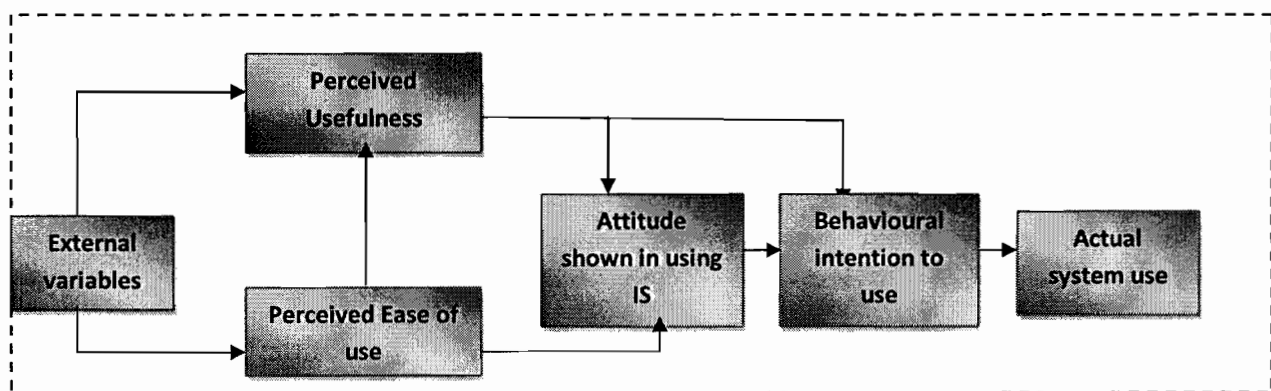 Perceived
Usefulness
External
variables
Perceived Ease of
use
Attitude
shown in using
IS
Behavioural
intention to
use
Actual
system use